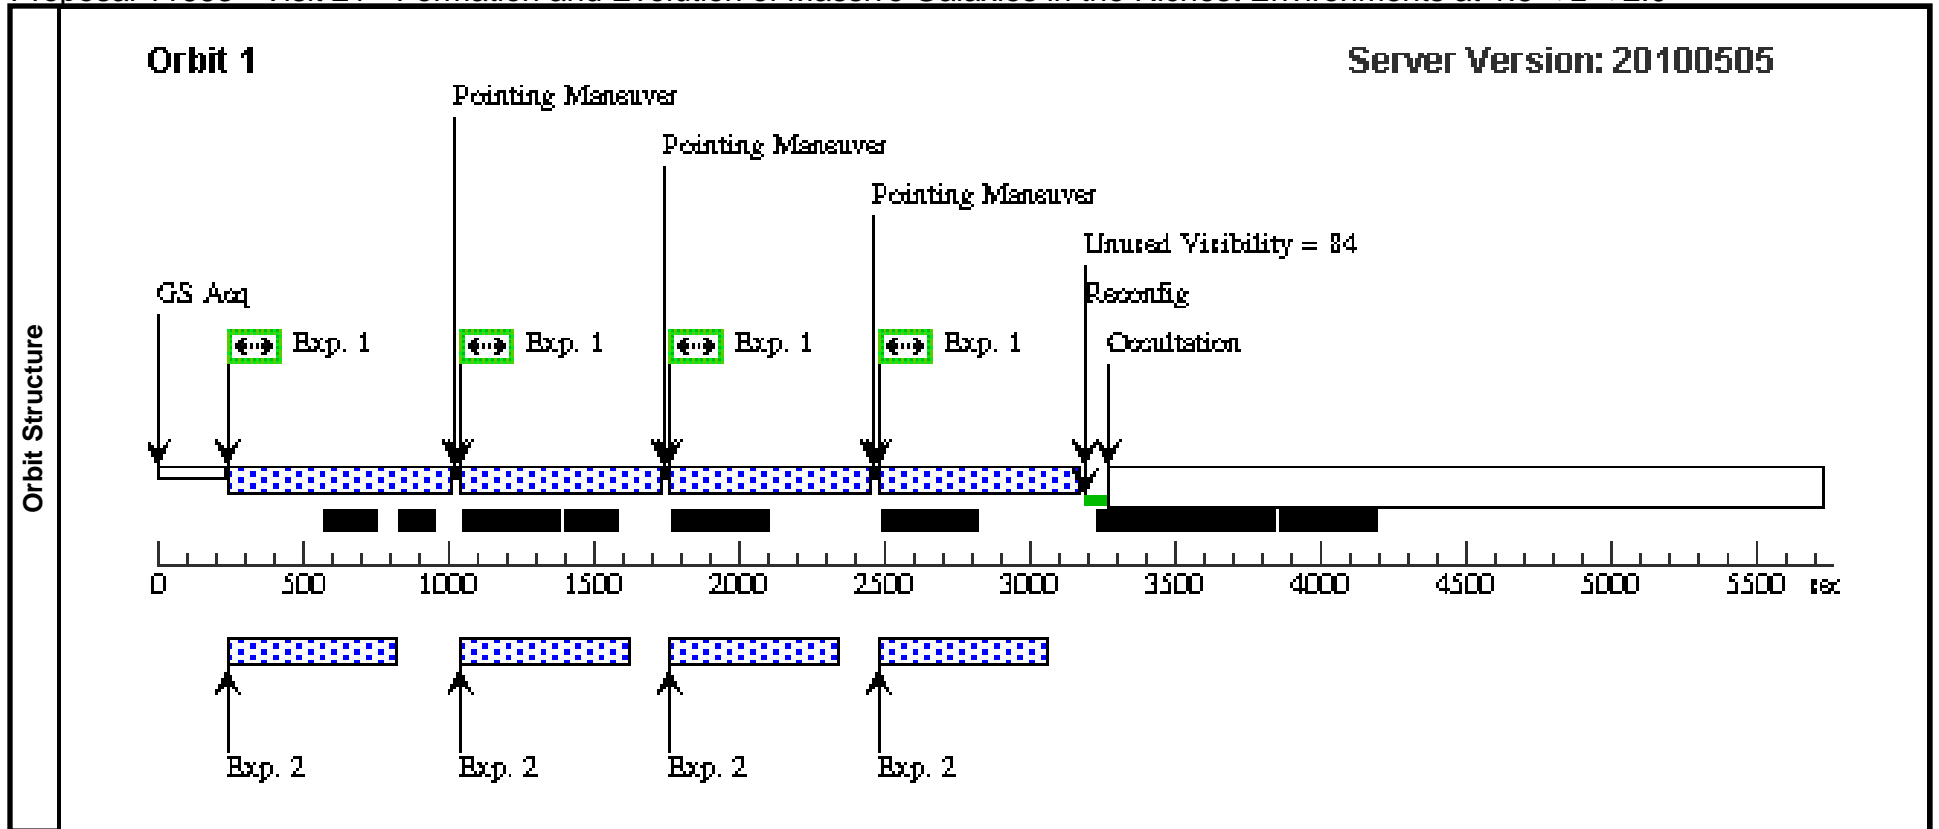 Orbit 1
Server Version: 20100505
Pointing Maneuver
Pointing Maneuver
Pointing Maneuver
Unused Visibility = 84
GS Acq
Reconfig
Exp. 1
Exp. 1
Exp. 1
Exp. 1
Occultation
Orbit Structure
0 500 1000 1500 2000 2500 3000 3500 4000 4500 5000 5500 sec
Exp. 2
Exp. 2
Exp. 2
Exp. 2